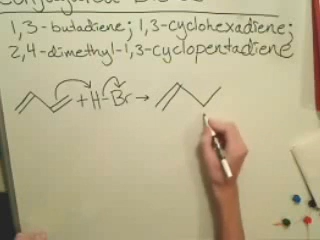 1,3-butadiene; 1,3-cyclohexadiene;
2,4-dimethyl-1,3-cyclopentadiene
+ H-Br →